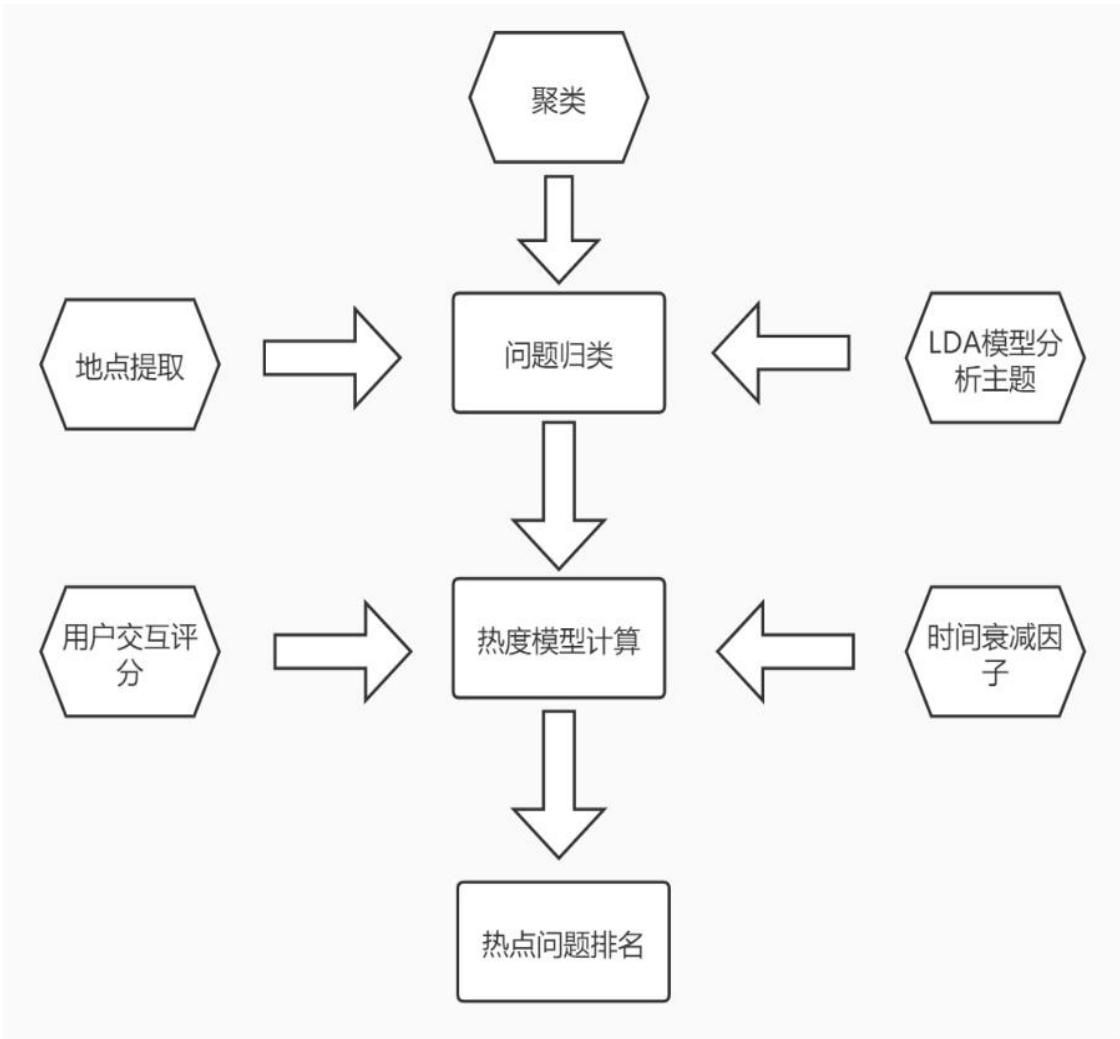 聚类
地点提取
问题归类
LDA模型分
析主题
用户交互评
分
热度模型计算
时间衰减因
子
热点问题排名